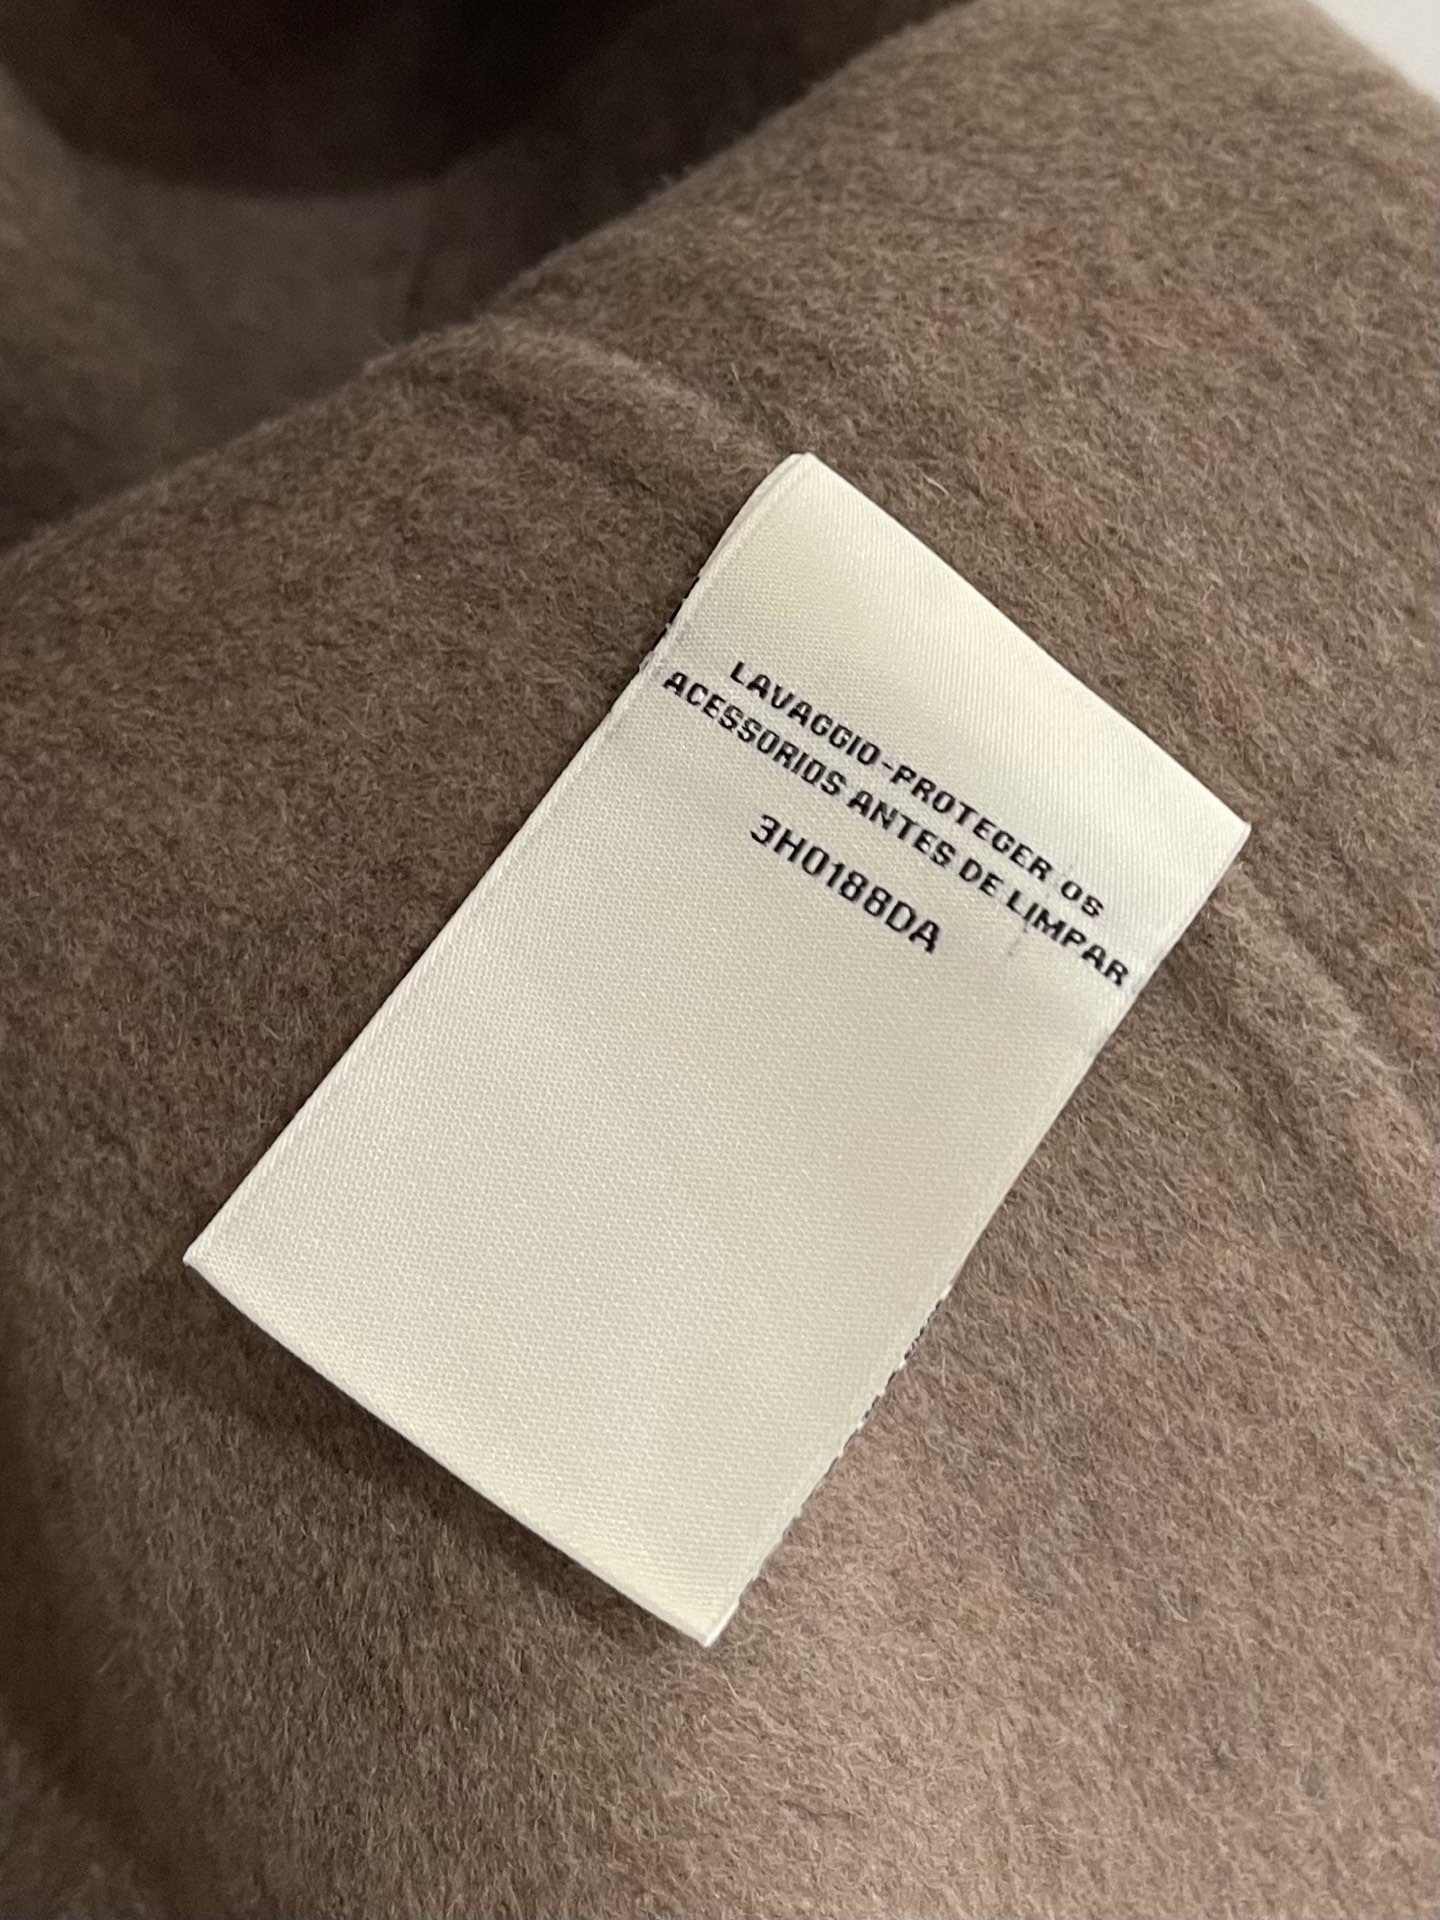 LAVAGGIO-PROTEGER OS
ACESSORIOS ANTES DE LIMPAR
3H0188DA